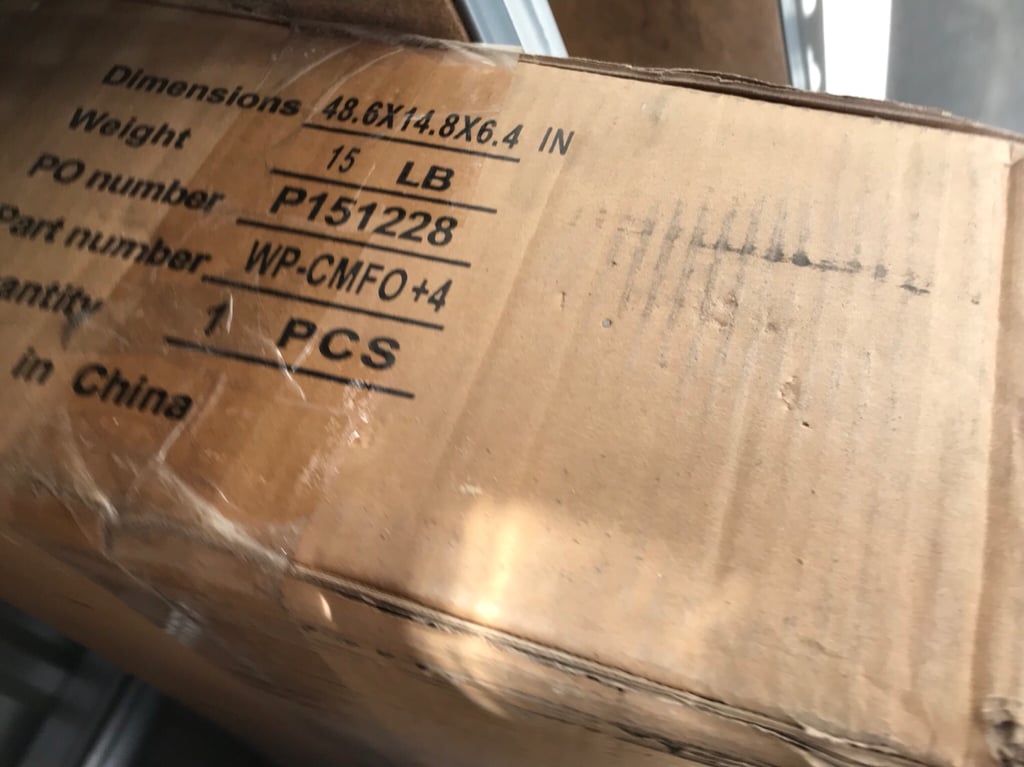 Dimensions 48.6X14.8X6.4 IN
Weight 15 LB
PO number P151228
Part number WP-CMFO+4
antity 1 PCS
in China